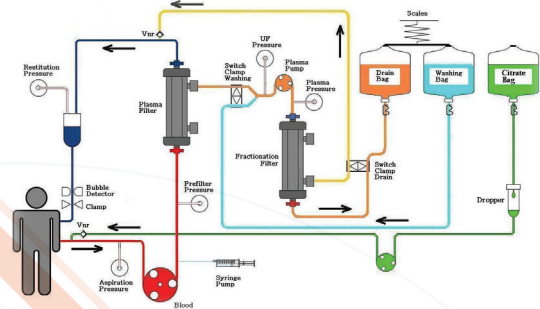 Scales
Vnr
UF
Pressure
Switch
Clamp
Washing
Plasma
Pump
Restitution
Pressure
Plasma
Pressure
Drain
Bag
Washing
Bag
Citrate
Bag
Plasma
Filter
Fractionation
Filter
Switch
Clamp
Drain
Bubble
Detector
Clamp
Prefilter
Pressure
Dropper
Vnr
Aspiration
Pressure
Syringe
Pump
Blood